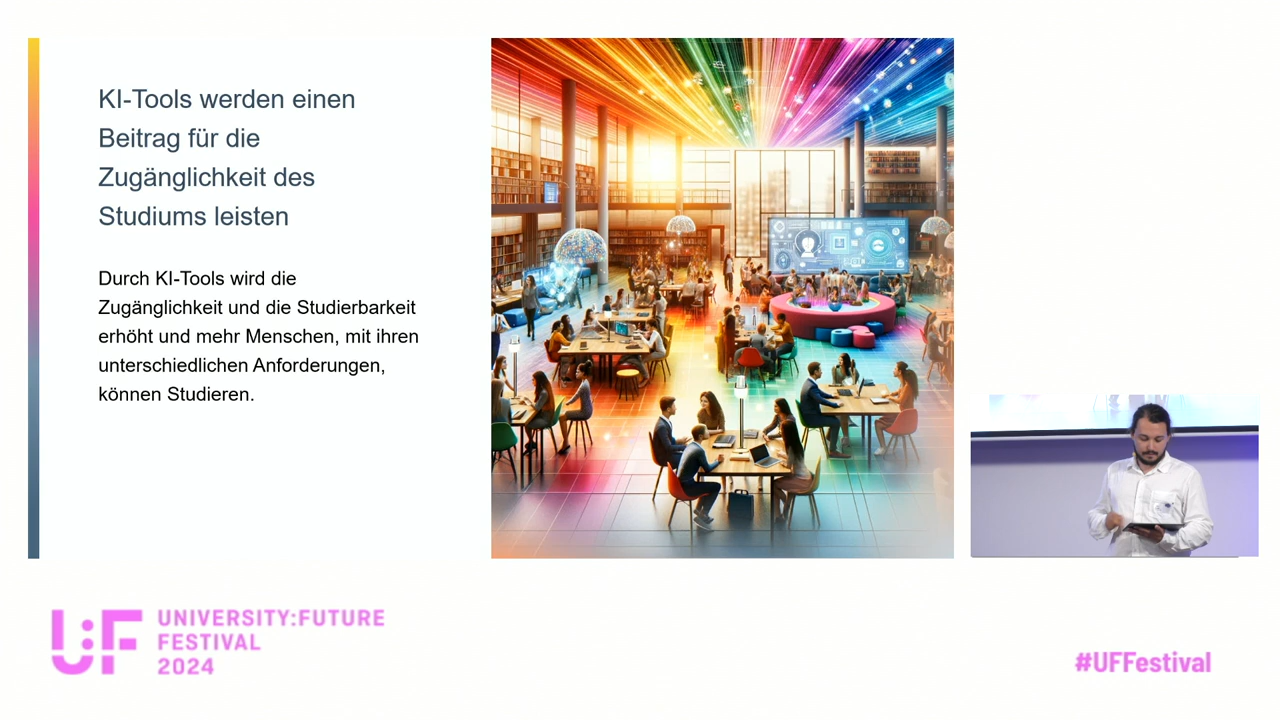 KI-Tools werden einen
Beitrag für die
Zugänglichkeit des
Studiums leisten
Durch KI-Tools wird die
Zugänglichkeit und die Studierbarkeit
erhöht und mehr Menschen, mit ihren
unterschiedlichen Anforderungen,
können Studieren.
U:F
UNIVERSITY:FUTURE
FESTIVAL
2024
#UFFestival